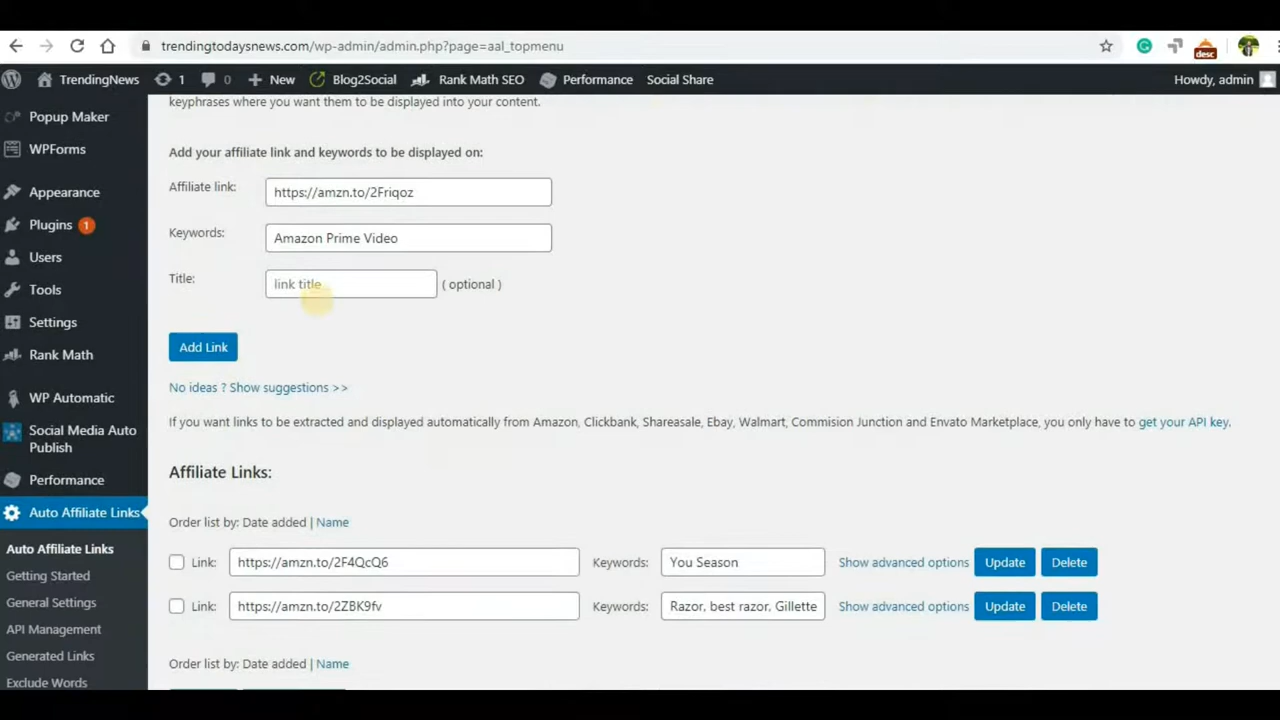 trendingtodaysnews.com/wp-admin/admin.php?page=aal_topmenu
desc
TrendingNews 1 0 New Blog2Social Rank Math SEO Performance Social Share Howdy, admin
Popup Maker
WPForms
Appearance
Plugins 1
Users
Tools
Settings
Rank Math
WP Automatic
Social Media Auto
Publish
Performance
Auto Affiliate Links
Auto Affiliate Links
Getting Started
General Settings
API Management
Generated Links
Exclude Words
keyphrases where you want them to be displayed into your content.
Add your affiliate link and keywords to be displayed on:
Affiliate link: https://amzn.to/2Friqoz
Keywords: Amazon Prime Video
Title: link title ( optional )
Add Link
No ideas ? Show suggestions >>
If you want links to be extracted and displayed automatically from Amazon, Clickbank, Shareasale, Ebay, Walmart, Commision Junction and Envato Marketplace, you only have to get your API key.
Affiliate Links:
Order list by: Date added | Name
Link: https://amzn.to/2F4QcQ6 Keywords: You Season Show advanced options Update Delete
Link: https://amzn.to/2ZBK9fv Keywords: Razor, best razor, Gillette Show advanced options Update Delete
Order list by: Date added | Name